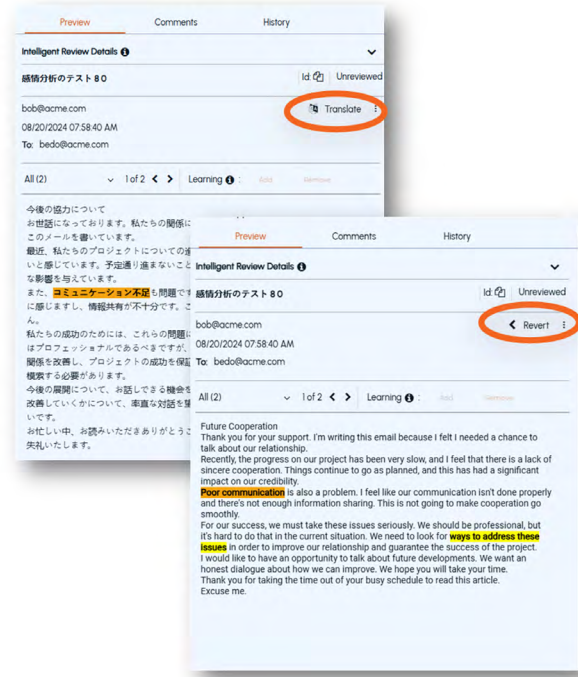 Preview Comments History
Intelligent Review Details
感情分析のテスト80 Id: Unreviewed
bob@acme.com Translate
08/20/2024 07:58:40 AM
To: bedo@acme.com
All (2) 1 of 2 Learning : Add Remove
今後の協力について
お世話になっております。私たちの関係に
このメールを書いています。
最近、私たちのプロジェクトについての進
いと感じています。予定通り進まないこと
な影響を与えています。
また、コミュニケーション不足も問題です
に感じますし、情報共有が不十分です。こ
ん。
私たちの成功のためには、これらの問題に
はプロフェッショナルであるべきですが、
関係を改善し、プロジェクトの成功を保証
模索する必要があります。
今後の展開について、お話しできる機会を
改善していくかについて、率直な対話を望
いです。
お忙しい中、お読みいただきありがとうご
失礼いたします。
Preview Comments History
Intelligent Review Details
感情分析のテスト80 Id: Unreviewed
bob@acme.com Revert
08/20/2024 07:58:40 AM
To: bedo@acme.com
All (2) 1 of 2 Learning : Add Remove
Future Cooperation
Thank you for your support. I'm writing this email because I felt I needed a chance to
talk about our relationship.
Recently, the progress on our project has been very slow, and I feel that there is a lack of
sincere cooperation. Things continue to go as planned, and this has had a significant
impact on our credibility.
Poor communication is also a problem. I feel like our communication isn't done properly
and there's not enough information sharing. This is not going to make cooperation go
smoothly.
For our success, we must take these issues seriously. We should be professional, but
it's hard to do that in the current situation. We need to look for ways to address these
issues in order to improve our relationship and guarantee the success of the project.
I would like to have an opportunity to talk about future developments. We want an
honest dialogue about how we can improve. We hope you will take your time.
Thank you for taking the time out of your busy schedule to read this article.
Excuse me.